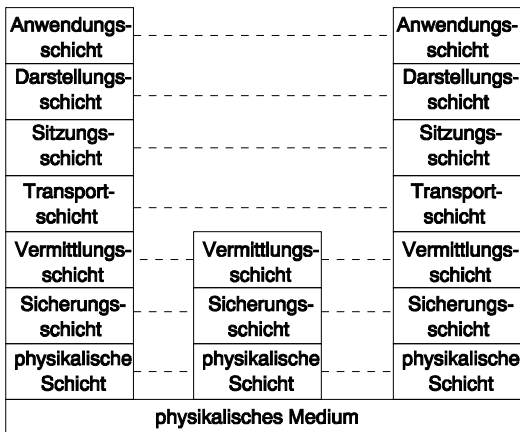 Anwendungs-
schicht
Anwendungs-
schicht
Darstellungs-
schicht
Darstellungs-
schicht
Sitzungs-
schicht
Sitzungs-
schicht
Transport-
schicht
Transport-
schicht
Vermittlungs-
schicht
Vermittlungs-
schicht
Vermittlungs-
schicht
Sicherungs-
schicht
Sicherungs-
schicht
Sicherungs-
schicht
physikalische
Schicht
physikalische
Schicht
physikalische
Schicht
physikalisches Medium